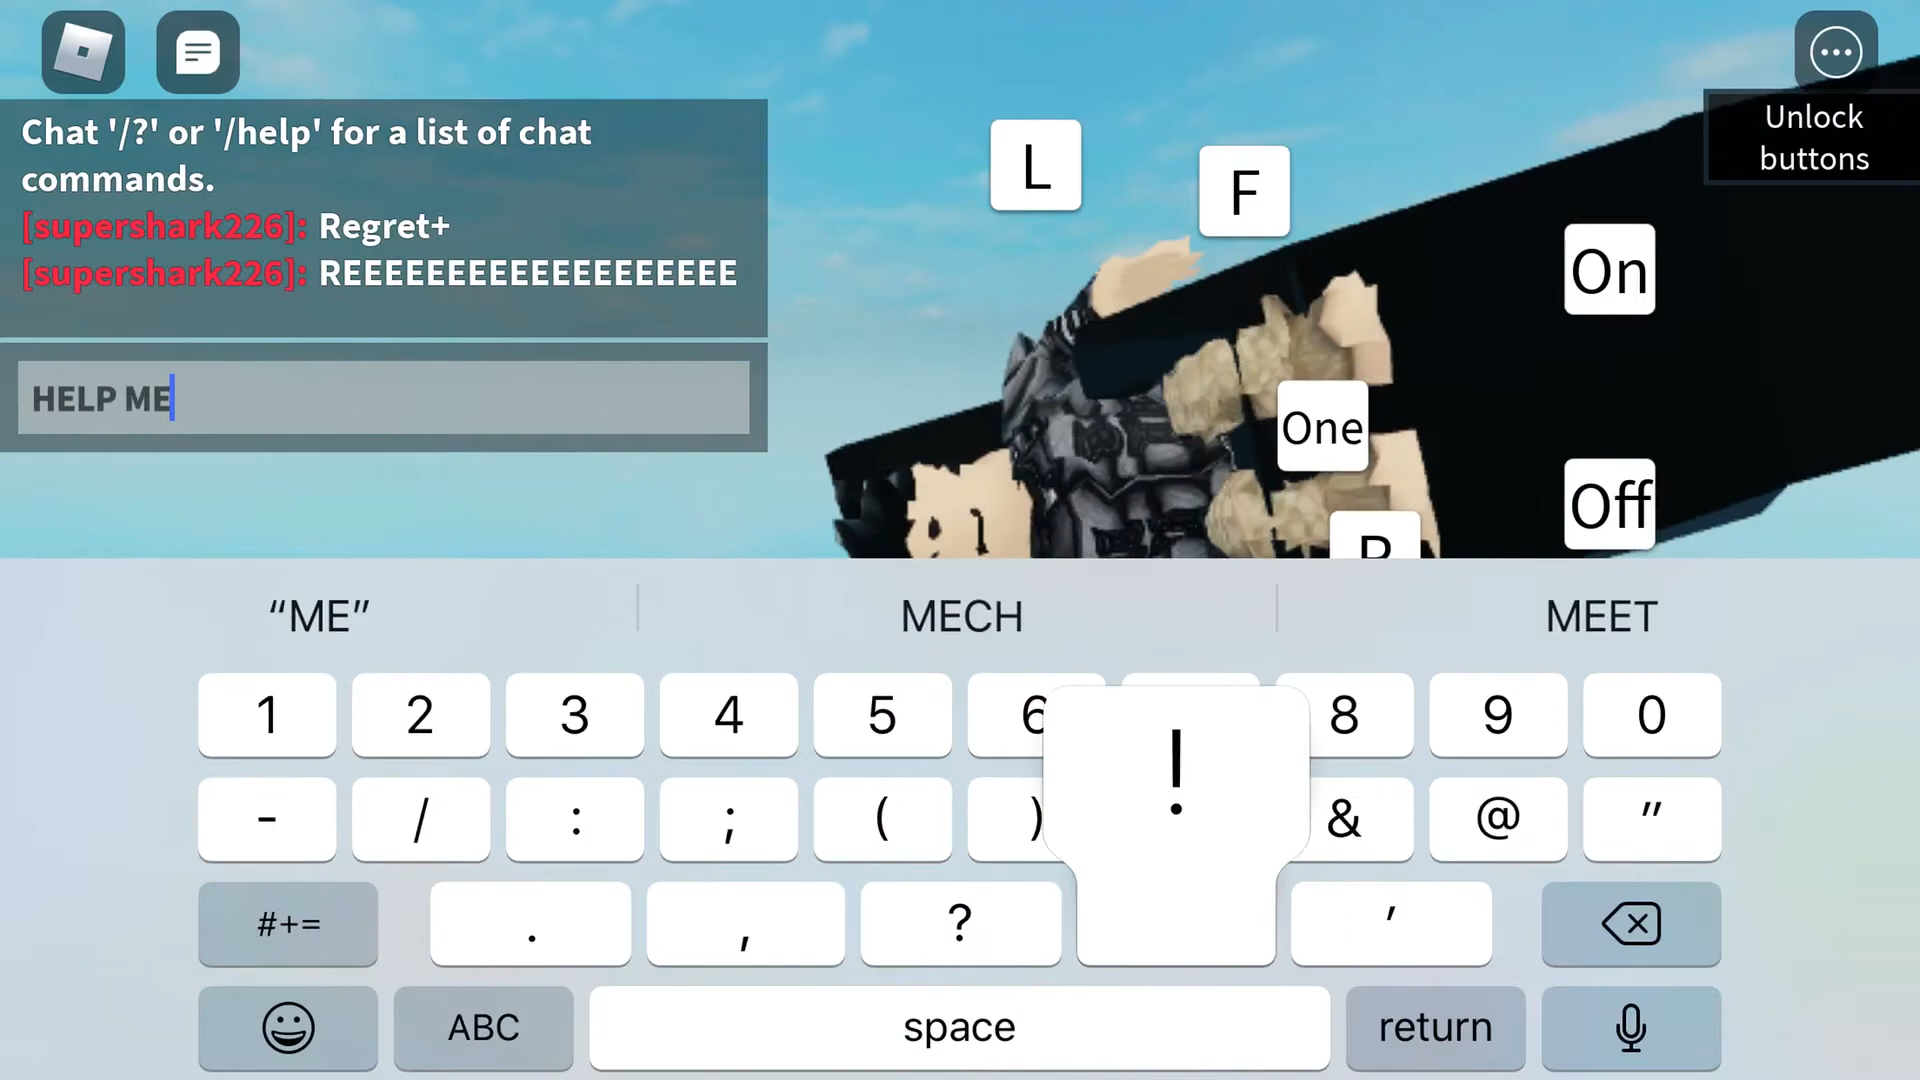 Chat '/?' or '/help' for a list of chat
commands.
[supershark226]: Regret+
[supershark226]: REEEEEEEEEEEEEEEEEEE
HELP ME
Unlock
buttons
L
F
On
One
Off
“ME”
MECH
MEET
1 2 3 4 5 6 8 9 0
- / : ; ( ) & @ "
#+= . , ? ! '
ABC space return